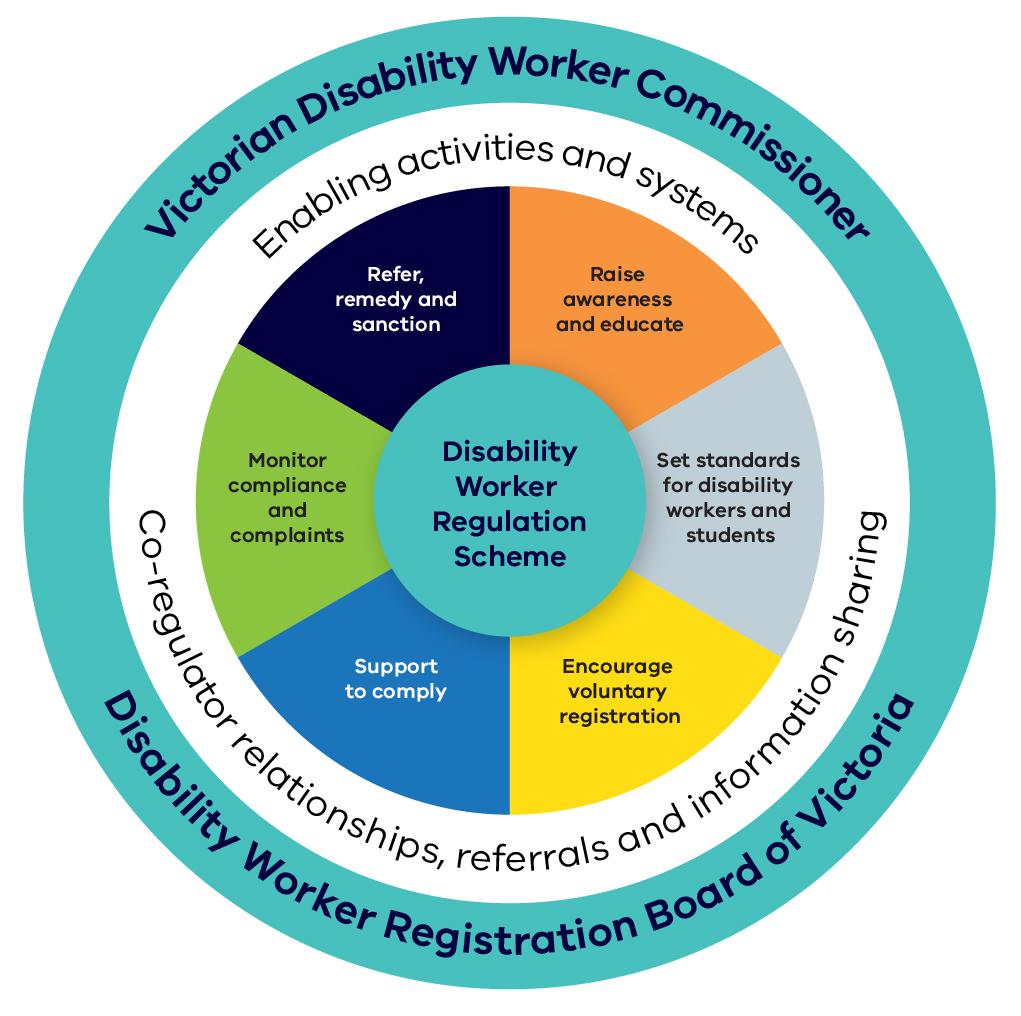 Victorian Disability Worker Commissioner
Enabling activities and systems
Refer,
remedy and
sanction
Raise
awareness
and educate
Monitor
compliance
and
complaints
Disability
Worker
Regulation
Scheme
Set standards
for disability
workers and
students
Support
to comply
Encourage
voluntary
registration
Co-regulator relationships, referrals and information sharing
Disability Worker Registration Board of Victoria